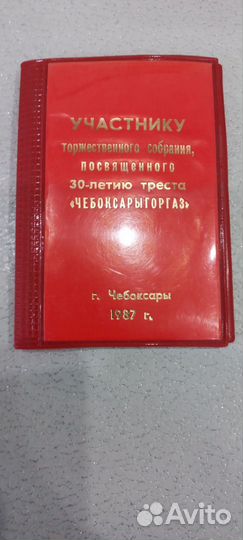 УЧАСТНИКУ
торжественного собрания,
посвященного
30-летию треста
«ЧЕБОКСАРЫГОРГАЗ»
г. Чебоксары
1987 г.
Avito